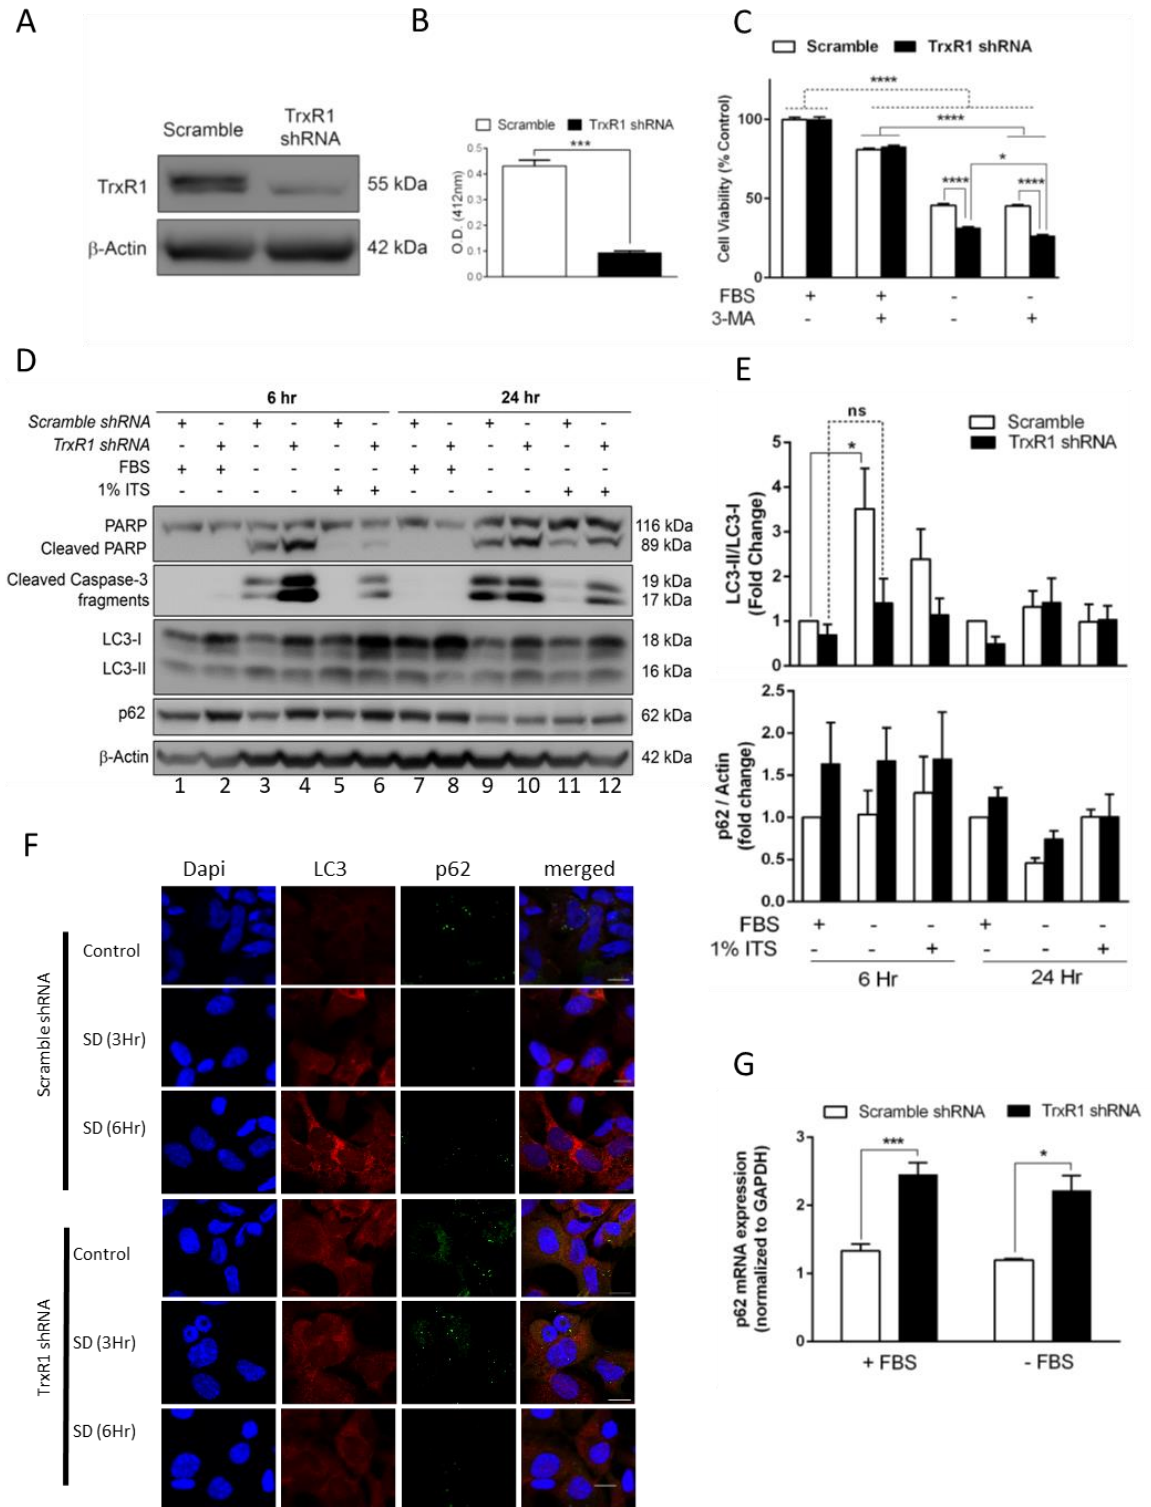 A
B
C
Scramble
TrxR1
shRNA
TrxR1
55 kDa
β-Actin
42 kDa
Scramble TrxR1 shRNA
***
O.D. (412nm)
0.5
0.4
0.3
0.2
0.1
0.0
Scramble TrxR1 shRNA
Cell Viability (% Control)
100
50
0
****
****
*
**** ****
FBS + + - -
3-MA - + - +
D
6 hr 24 hr
Scramble shRNA + - + - + - + - + - + -
TrxR1 shRNA - + - + - + - + - + - +
FBS + + - - - - + + - - - -
1% ITS - - - - + + - - - - + +
PARP 116 kDa
Cleaved PARP 89 kDa
Cleaved Caspase-3 19 kDa
fragments 17 kDa
LC3-I 18 kDa
LC3-II 16 kDa
p62 62 kDa
β-Actin 42 kDa
1 2 3 4 5 6 7 8 9 10 11 12
E
Scramble
TrxR1 shRNA
ns
*
LC3-II/LC3-I
(Fold Change)
5
4
3
2
1
0
p62 / Actin
(fold change)
2.5
2.0
1.5
1.0
0.5
0.0
FBS + - - + - -
1% ITS - - + - - +
6 Hr 24 Hr
F
Dapi LC3 p62 merged
Scramble shRNA
Control
SD (3Hr)
SD (6Hr)
TrxR1 shRNA
Control
SD (3Hr)
SD (6Hr)
G
Scramble shRNA TrxR1 shRNA
p62 mRNA expression
(normalized to GAPDH)
3
2
1
0
***
*
+ FBS - FBS